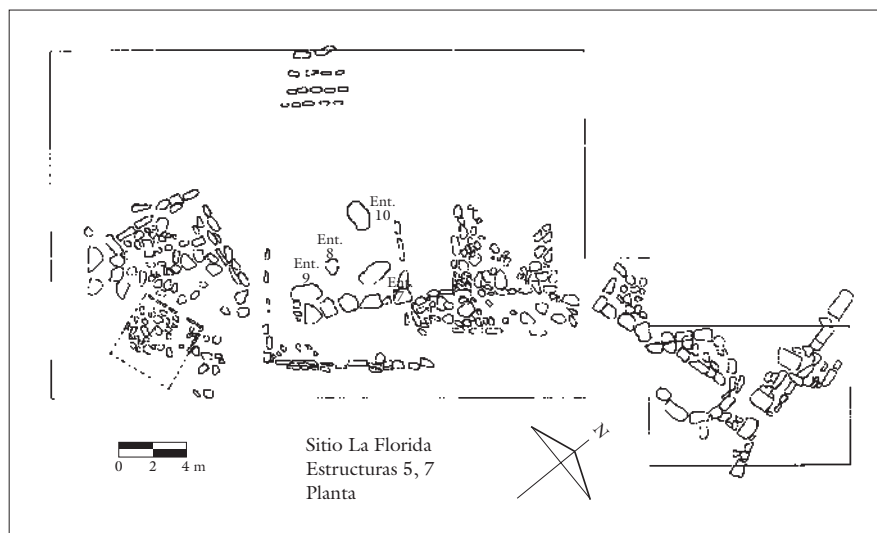 Ent.
10
Ent.
8
Ent.
9
Ent.
7
N
0 2 4 m
Sitio La Florida
Estructuras 5, 7
Planta